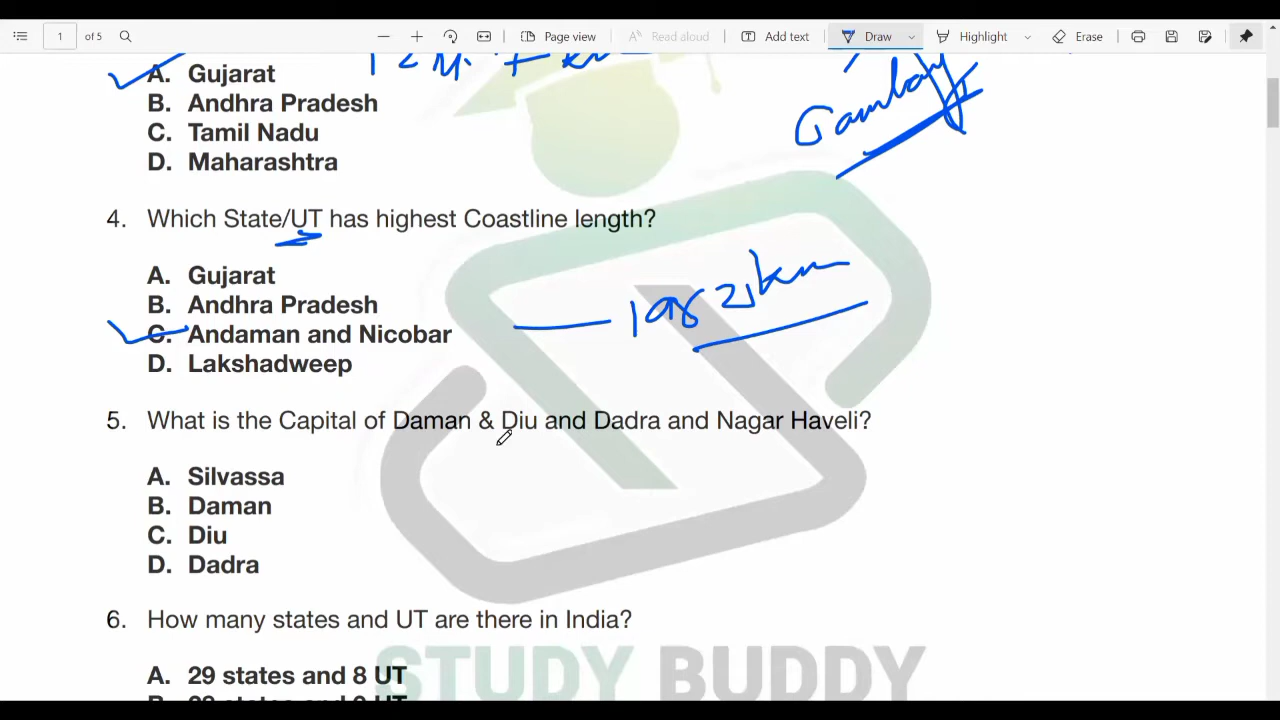 1
of 5
Page view
Read aloud
Add text
Draw
Highlight
Erase
A. Gujarat
B. Andhra Pradesh
C. Tamil Nadu
D. Maharashtra
4. Which State/UT has highest Coastline length?
A. Gujarat
B. Andhra Pradesh
C. Andaman and Nicobar
km
D. Lakshadweep
5. What is the Capital of Daman & Diu and Dadra and Nagar Haveli?
A. Silvassa
B. Daman
C. Diu
D. Dadra
6. How many states and UT are there in India?
A. 29 states and 8 UT
STUDY BUDDY